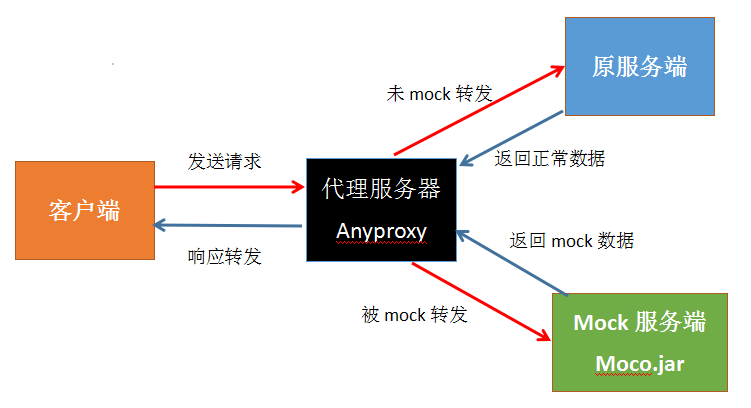 原服务端
未 mock 转发
发送请求
返回正常数据
客户端
代理服务器
Anyproxy
响应转发
返回 mock 数据
被 mock 转发
Mock 服务端
Moco.jar